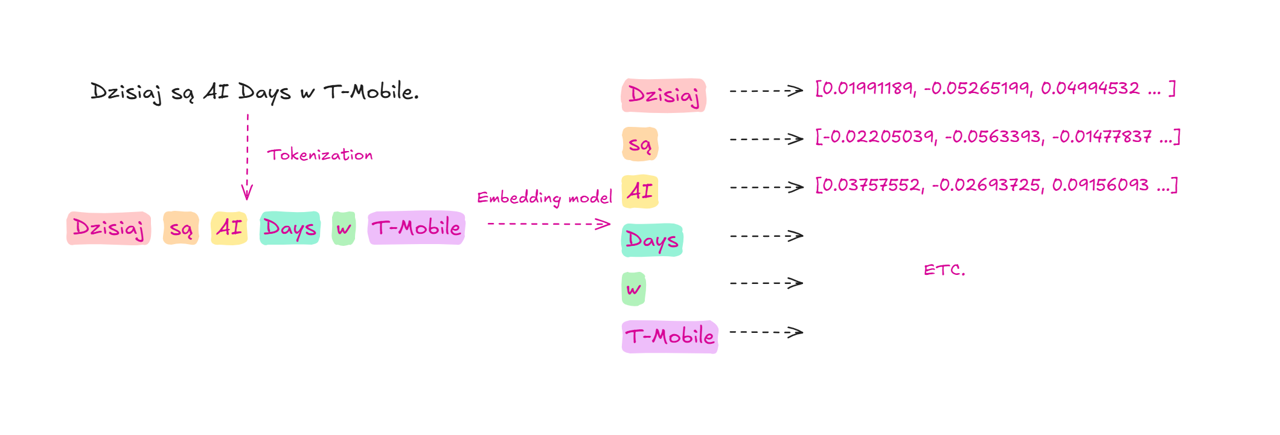 Dzisiaj są AI Days w T-Mobile.
Tokenization
Dzisiaj są AI Days w T-Mobile
Embedding model
Dzisiaj [0.01991189, -0.05265199, 0.04994532 ... ]
są [-0.02205039, -0.0563393, -0.01477837 ...]
AI [0.03757552, -0.02693725, 0.09156093 ...]
Days
ETC.
w
T-Mobile